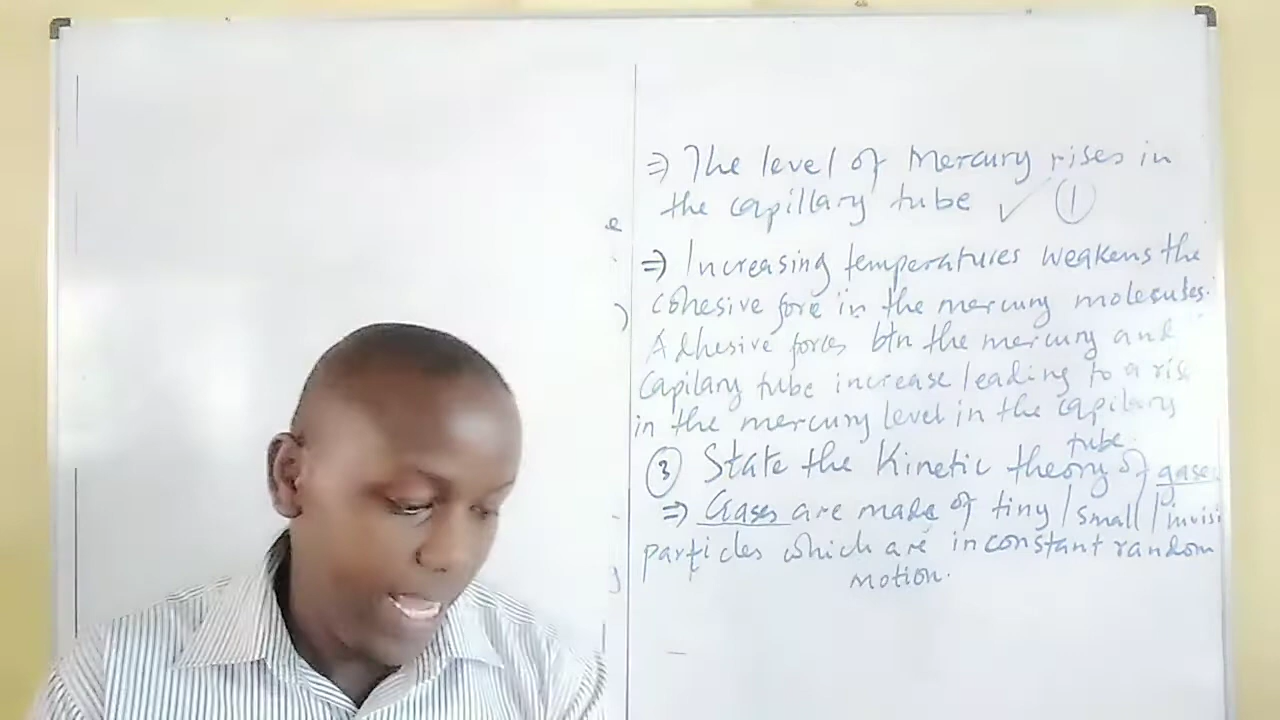 ⇒ The level of Mercury rises in
the capillary tube ✓ ①
⇒ Increasing temperatures weakens the
cohesive force in the mercury molecules.
Adhesive forces btn the mercury and
Capilary tube increase leading to a ris
in the mercury level in the capilary
tube.
③ State the Kinetic theory of gases
⇒ Gases are made of tiny / small / invisi
particles which are in constant random
motion.